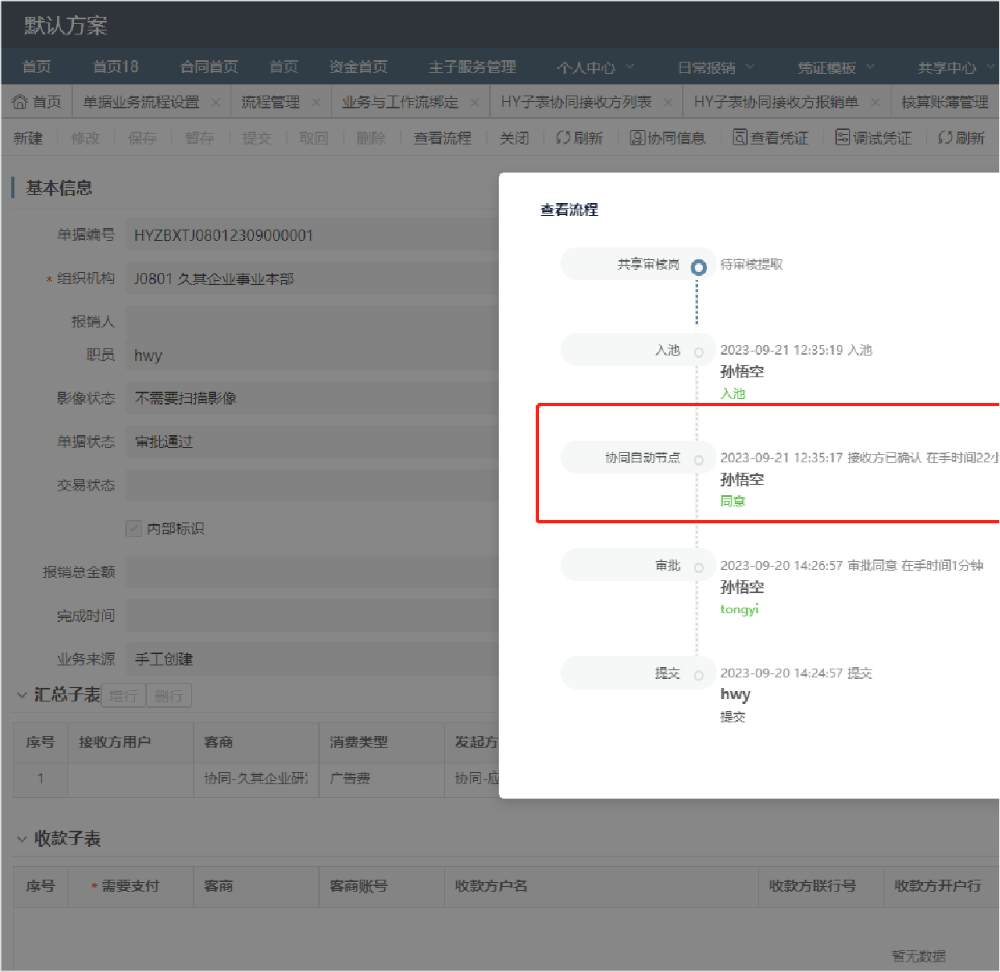 默认方案
首页 首页18 合同首页 首页 资金首页 主子服务管理 个人中心 日常报销 凭证模板 共享中心
首页 单据业务流程设置 流程管理 业务与工作流绑定 HY子表协同接收方列表 HY子表协同接收方报销单 核算账簿管理
新建 修改 保存 暂存 提交 取回 删除 查看流程 关闭 刷新 协同信息 查看凭证 调试凭证 刷新
基本信息
单据编号 HYZBXTJ08012309000001
* 组织机构 J0801 久其企业事业本部
报销人
职员 hwy
影像状态 不需要扫描影像
单据状态 审批通过
交易状态
内部标识
报销总金额
完成时间
业务来源 手工创建
汇总子表 增行 删行
序号 接收方用户 客商 消费类型 发起方
1 协同-久其企业研 广告费 协同-应
收款子表
序号 * 需要支付 客商 客商账号 收款方户名 收款方联行号 收款方开户行
暂无数据
查看流程
共享审核岗 待审核提取
入池 2023-09-21 12:35:19 入池
孙悟空
入池
协同自动节点 2023-09-21 12:35:17 接收方已确认 在手时间22小
孙悟空
同意
审批 2023-09-20 14:26:57 审批同意 在手时间1分钟
孙悟空
tongyi
提交 2023-09-20 14:24:57 提交
hwy
提交